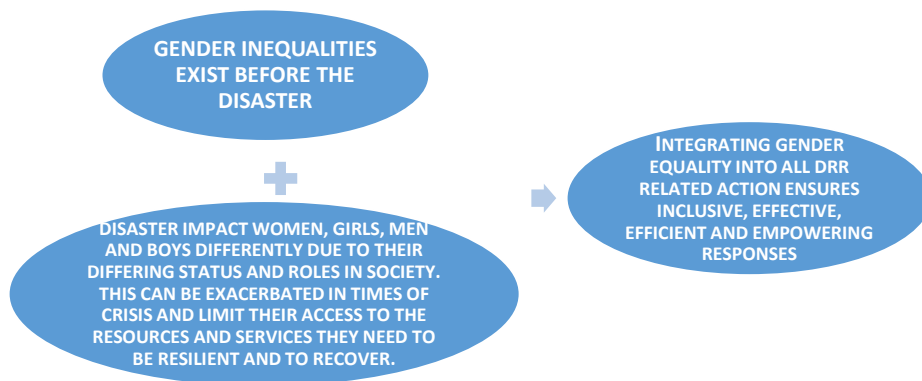 GENDER INEQUALITIES
EXIST BEFORE THE
DISASTER
DISASTER IMPACT WOMEN, GIRLS, MEN
AND BOYS DIFFERENTLY DUE TO THEIR
DIFFERING STATUS AND ROLES IN SOCIETY.
THIS CAN BE EXACERBATED IN TIMES OF
CRISIS AND LIMIT THEIR ACCESS TO THE
RESOURCES AND SERVICES THEY NEED TO
BE RESILIENT AND TO RECOVER.
INTEGRATING GENDER
EQUALITY INTO ALL DRR
RELATED ACTION ENSURES
INCLUSIVE, EFFECTIVE,
EFFICIENT AND EMPOWERING
RESPONSES